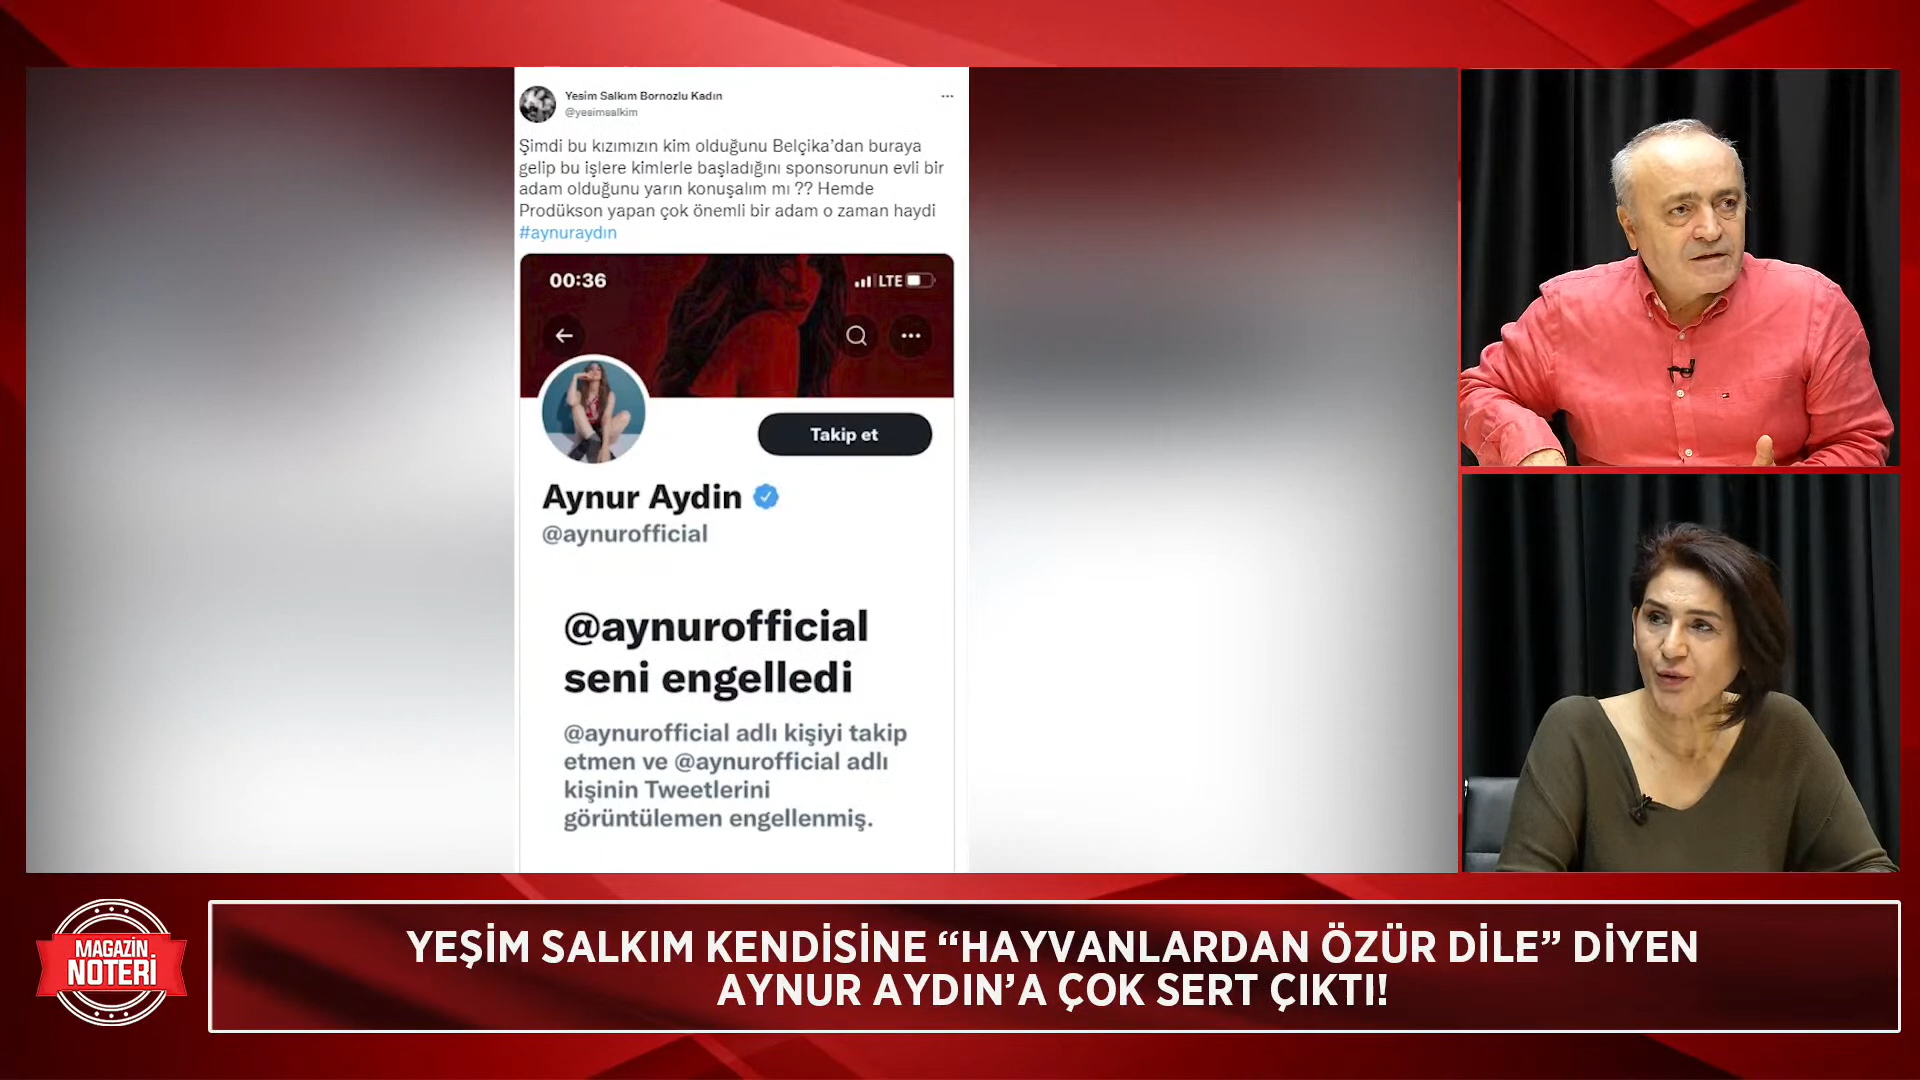 Yesim Salkım Bornozlu Kadın
@yesimsalkim
Şimdi bu kızımızın kim olduğunu Belçika’dan buraya
gelip bu işlere kimlerle başladığını sponsorunun evli bir
adam olduğunu yarın konuşalım mı ?? Hemde
Prodükson yapan çok önemli bir adam o zaman haydi
#aynuraydın
00:36
LTE
Takip et
Aynur Aydin
@aynurofficial
@aynurofficial
seni engelledi
@aynurofficial adlı kişiyi takip
etmen ve @aynurofficial adlı
kişinin Tweetlerini
görüntülemen engellenmiş.
MAGAZİN
NOTERİ
YEŞİM SALKIM KENDİSİNE “HAYVANLARDAN ÖZÜR DİLE” DİYEN
AYNUR AYDIN’A ÇOK SERT ÇIKTI!